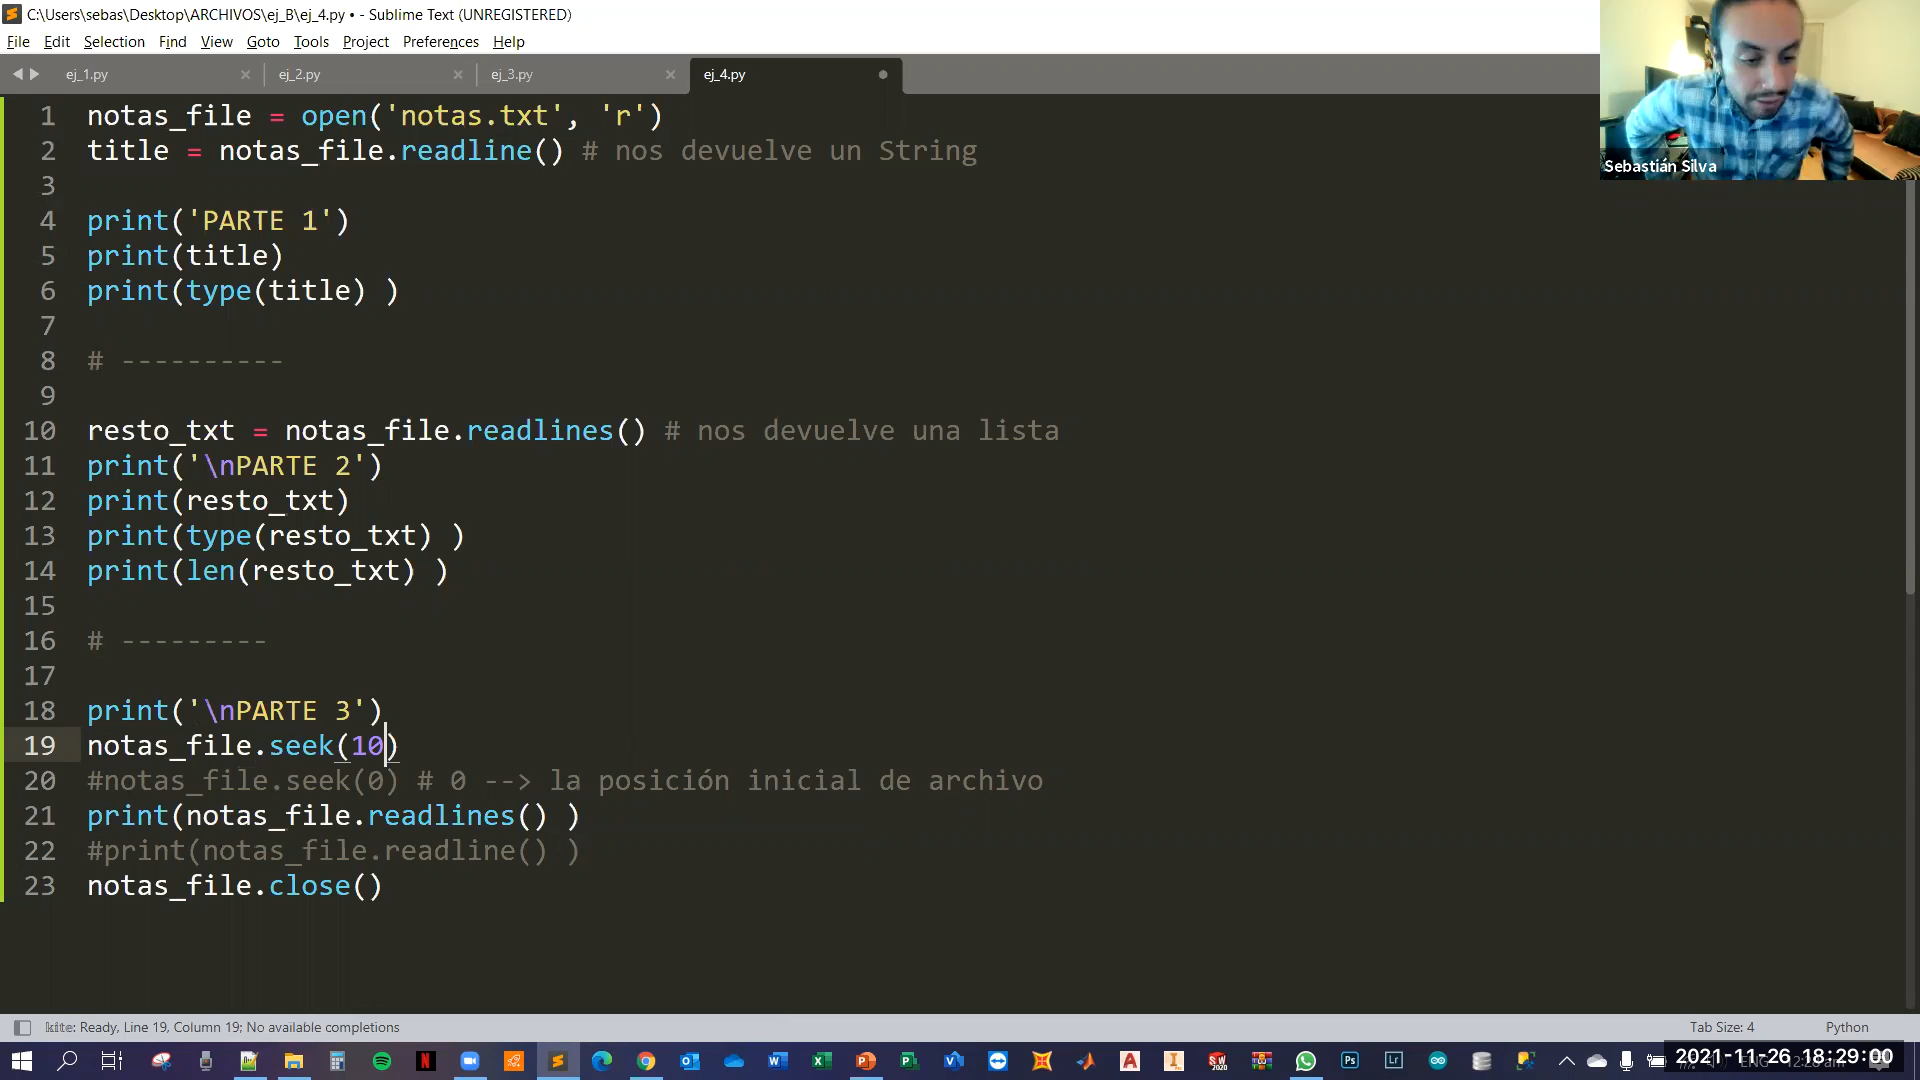 C:\Users\sebas\Desktop\ARCHIVOS\ej_B\ej_4.py • - Sublime Text (UNREGISTERED)
File Edit Selection Find View Goto Tools Project Preferences Help
ej_1.py × ej_2.py × ej_3.py × ej_4.py
Sebastián Silva
1 notas_file = open('notas.txt', 'r')
2 title = notas_file.readline() # nos devuelve un String
3
4 print('PARTE 1')
5 print(title)
6 print(type(title) )
7
8 # ----------
9
10 resto_txt = notas_file.readlines() # nos devuelve una lista
11 print('\nPARTE 2')
12 print(resto_txt)
13 print(type(resto_txt) )
14 print(len(resto_txt) )
15
16 # ---------
17
18 print('\nPARTE 3')
19 notas_file.seek(10)
20 #notas_file.seek(0) # 0 --> la posición inicial de archivo
21 print(notas_file.readlines() )
22 #print(notas_file.readline() )
23 notas_file.close()
kite: Ready, Line 19, Column 19; No available completions
Tab Size: 4 Python
2021-11-26 18:29:00